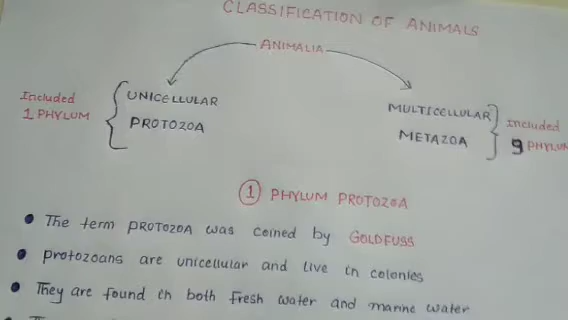 CLASSIFICATION OF ANIMALS
ANIMALIA
Included
1 PHYLUM
UNICELLULAR
PROTOZOA
MULTICELLULAR
METAZOA
Included
9 PHYLUM
1 PHYLUM PROTOZOA
The term PROTOZOA was coined by GOLDFUSS
protozoans are unicellular and live in colonies
They are found in both fresh water and marine water